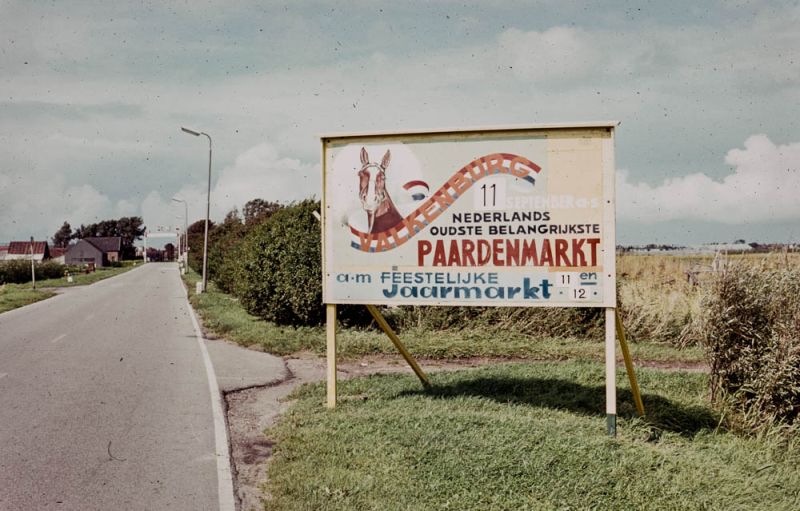 VALKENBURG
11 SEPTEMBER a.s.
NEDERLANDS
OUDSTE BELANGRIJKSTE
PAARDENMARKT
a.m FEESTELIJKE 11 en
Jaarmarkt 12